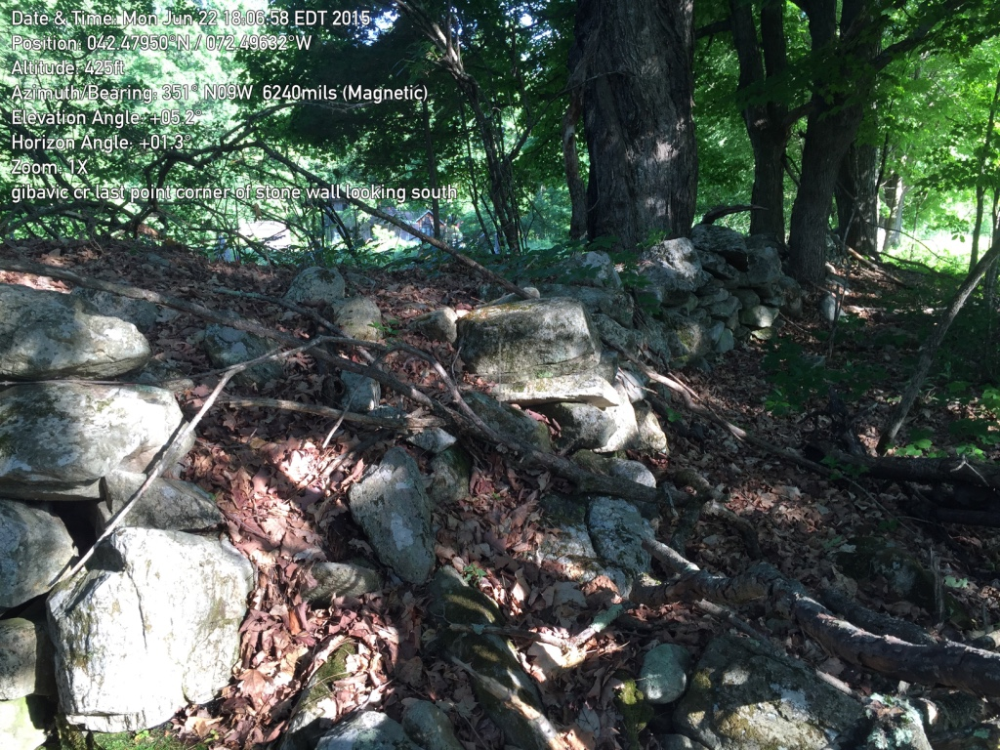 Date & Time: Mon Jun 22 18:06:58 EDT 2015
Position: 042.47950°N / 072.49632°W
Altitude: 425ft
Azimuth/Bearing: 351° N09W 6240mils (Magnetic)
Elevation Angle: +05.2°
Horizon Angle: +01.3°
Zoom: 1X
gibavic cr last point corner of stone wall looking south